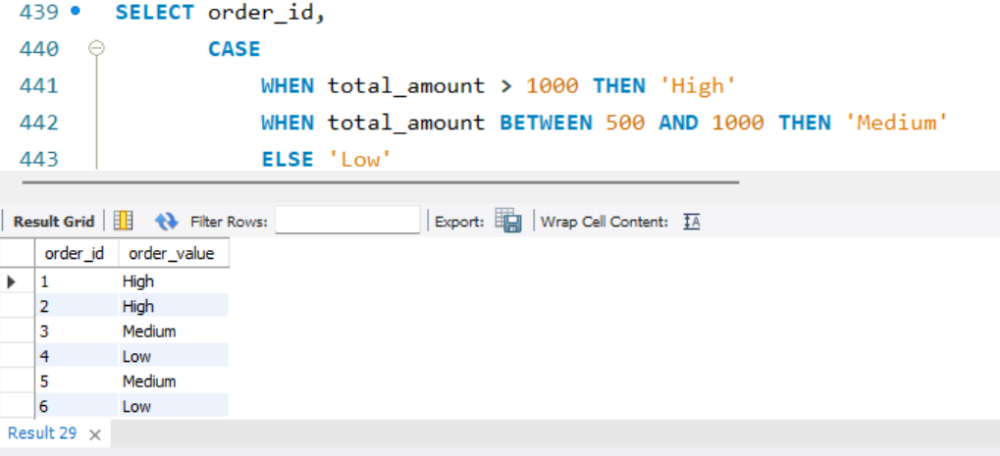 439 SELECT order_id,
440 CASE
441 WHEN total_amount > 1000 THEN 'High'
442 WHEN total_amount BETWEEN 500 AND 1000 THEN 'Medium'
443 ELSE 'Low'
Result Grid Filter Rows: Export: Wrap Cell Content: IA
order_id order_value
1 High
2 High
3 Medium
4 Low
5 Medium
6 Low
Result 29 ×